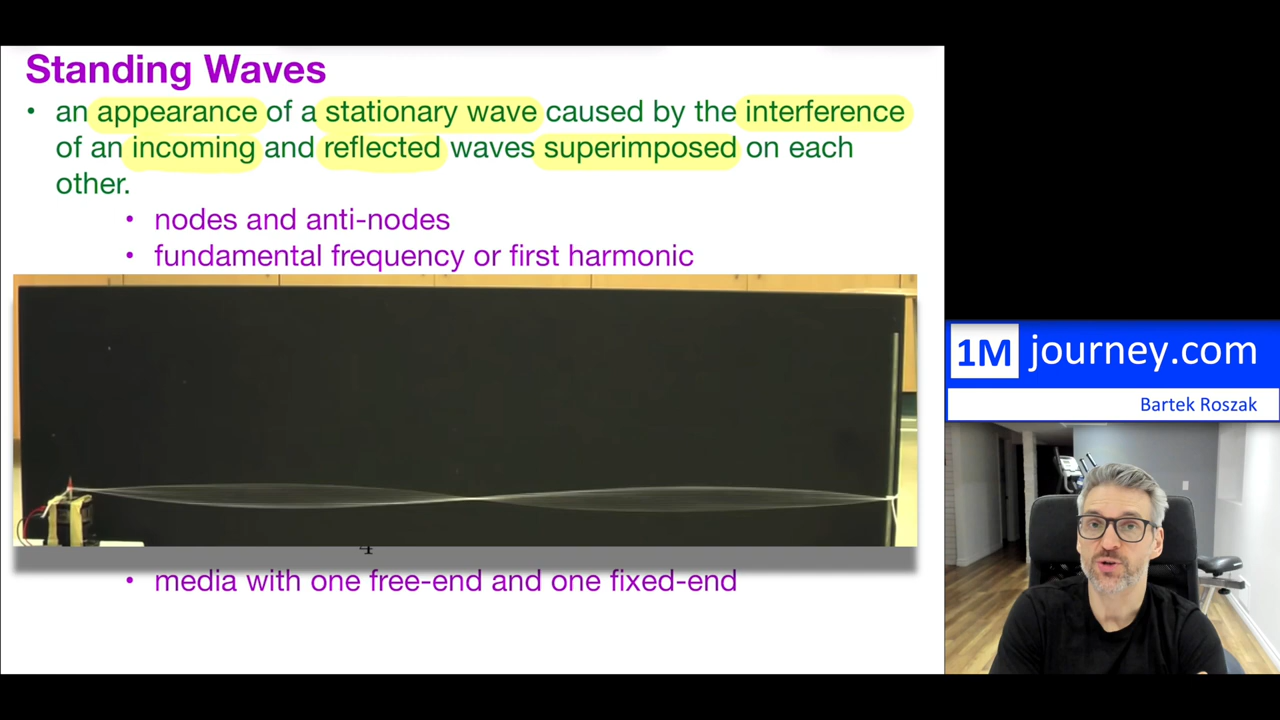 Standing Waves
• an appearance of a stationary wave caused by the interference
of an incoming and reflected waves superimposed on each
other.
• nodes and anti-nodes
• fundamental frequency or first harmonic
4
• media with one free-end and one fixed-end
1M journey.com
Bartek Roszak